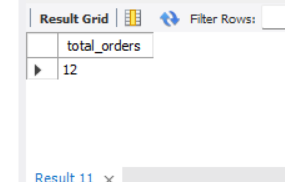 Result Grid Filter Rows:
total_orders
12
Result 11